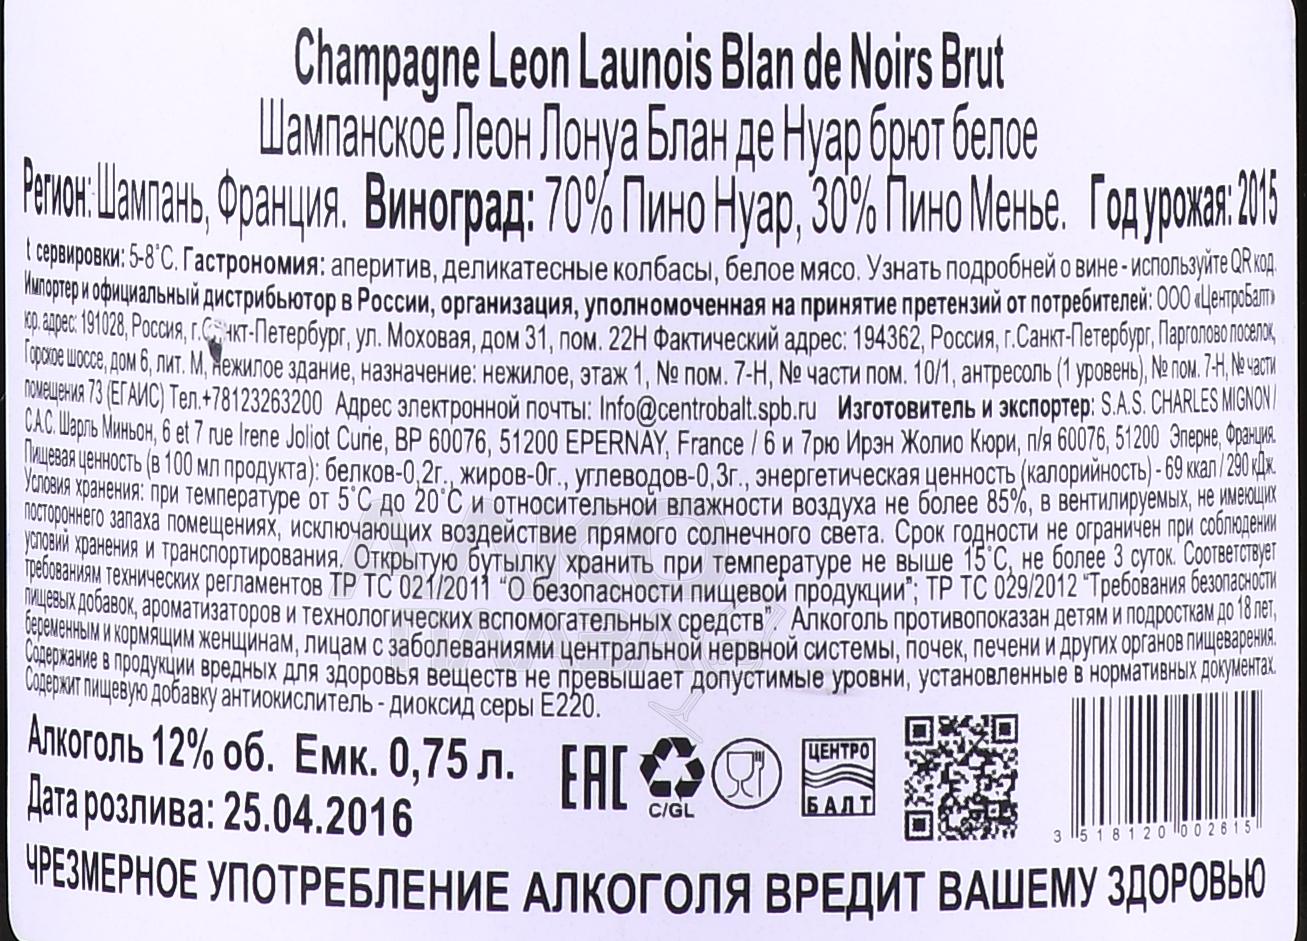 Champagne Leon Launois Blan de Noirs Brut
Шампанское Леон Лонуа Блан де Нуар брют белое
Регион: Шампань, Франция. Виноград: 70% Пино Нуар, 30% Пино Менье. Год урожая: 2015
t сервировки: 5-8°С. Гастрономия: аперитив, деликатесные колбасы, белое мясо. Узнать подробней о вине - используйте QR код.
Импортер и официальный дистрибьютор в России, организация, уполномоченная на принятие претензий от потребителей: ООО «ЦентроБалт»
юр. адрес: 191028, Россия, г.Санкт-Петербург, ул. Моховая, дом 31, пом. 22Н Фактический адрес: 194362, Россия, г.Санкт-Петербург, Парголово поселок,
Горское шоссе, дом 6, лит. М, нежилое здание, назначение: нежилое, этаж 1, № пом. 7-Н, № части пом. 10/1, антресоль (1 уровень), № пом. 7-Н, № части
помещения 73 (ЕГАИС) Тел.+78123263200 Адрес электронной почты: Info@centrobalt.spb.ru Изготовитель и экспортер: S.A.S. CHARLES MIGNON /
С.А.С. Шарль Миньон, 6 et 7 rue Irene Joliot Curie, BP 60076, 51200 EPERNAY, France / 6 и 7рю Ирэн Жолио Кюри, п/я 60076, 51200 Эперне, Франция.
Пищевая ценность (в 100 мл продукта): белков-0,2г., жиров-0г., углеводов-0,3г., энергетическая ценность (калорийность) - 69 ккал / 290 кДж.
Условия хранения: при температуре от 5°С до 20°С и относительной влажности воздуха не более 85%, в вентилируемых, не имеющих
постороннего запаха помещениях, исключающих воздействие прямого солнечного света. Срок годности не ограничен при соблюдении
условий хранения и транспортирования. Открытую бутылку хранить при температуре не выше 15°С, не более 3 суток. Соответствует
требованиям технических регламентов ТР ТС 021/2011 "О безопасности пищевой продукции"; ТР ТС 029/2012 "Требования безопасности
пищевых добавок, ароматизаторов и технологических вспомогательных средств" Алкоголь противопоказан детям и подросткам до 18 лет,
беременным и кормящим женщинам, лицам с заболеваниями центральной нервной системы, почек, печени и других органов пищеварения.
Содержание в продукции вредных для здоровья веществ не превышает допустимые уровни, установленные в нормативных документах.
Содержит пищевую добавку антиокислитель - диоксид серы Е220.
Алкоголь 12% об. Емк. 0,75 л.
Дата розлива: 25.04.2016
ЕАС
C/GL
ЦЕНТРО
БАЛТ
3 518120 002615
ЧРЕЗМЕРНОЕ УПОТРЕБЛЕНИЕ АЛКОГОЛЯ ВРЕДИТ ВАШЕМУ ЗДОРОВЬЮ
АЛКО
ПЛАЗА